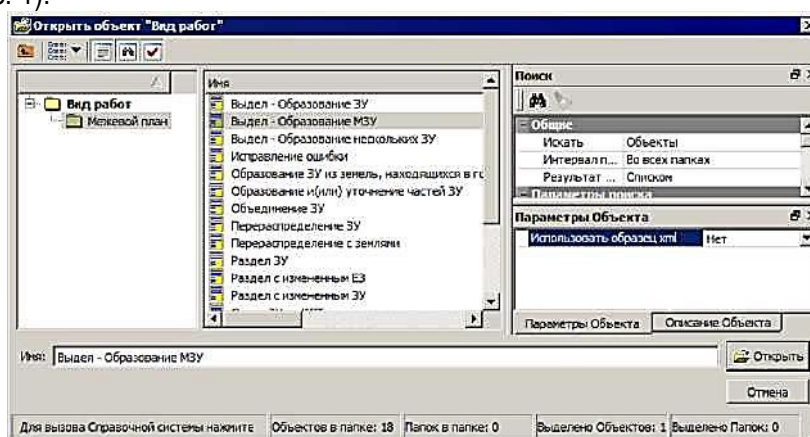 Открыть объект "Вид работ"
Вид работ
Межевой план
Имя
Выдел - Образование ЗУ
Выдел - Образование МЗУ
Выдел - Образование нескольких ЗУ
Исправление ошибки
Образование ЗУ из земель, находящихся в го
Образование и(или) уточнение частей ЗУ
Объединение ЗУ
Перераспределение ЗУ
Перераспределение с землями
Раздел ЗУ
Раздел с измененным ЕЗ
Раздел с измененным ЗУ
Поиск
Общие
Искать Объекты
Интервал п... Во всех папках
Результат ... Списком
Параметры поиска
Параметры Объекта
Использовать образец xml Нет
Параметры Объекта Описание Объекта
Имя: Выдел - Образование МЗУ
Открыть
Отмена
Для вызова Справочной системы нажмите Объектов в папке: 18 Папок в папке: 0 Выделено Объектов: 1 Выделено Папок: 0